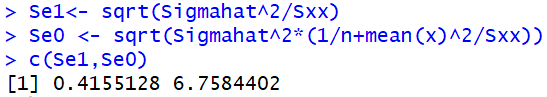 > Se1<- sqrt(Sigmahat^2/Sxx)
> Se0 <- sqrt(Sigmahat^2*(1/n+mean(x)^2/Sxx))
> c(Se1,Se0)
[1] 0.4155128 6.7584402